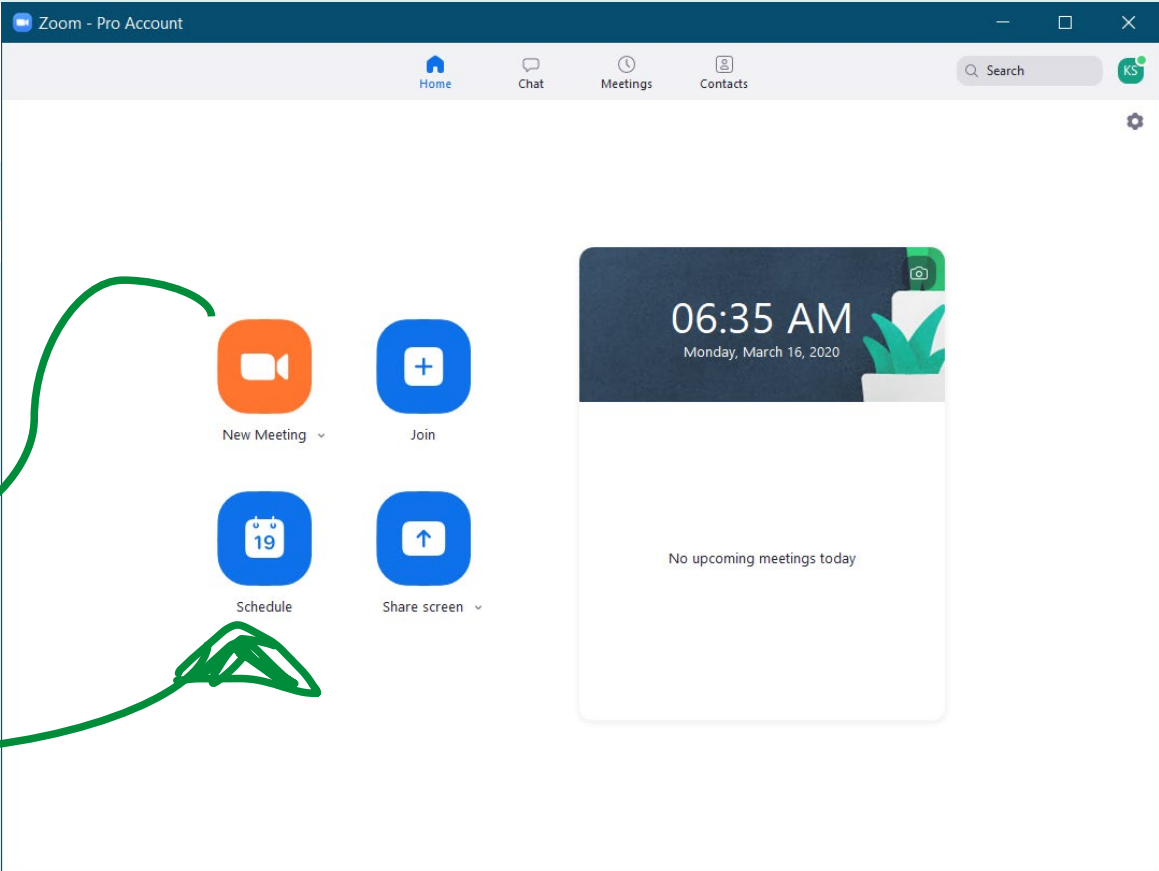 Zoom - Pro Account
Home
Chat
Meetings
Contacts
Search
KS
06:35 AM
Monday, March 16, 2020
New Meeting
Join
19
Schedule
Share screen
No upcoming meetings today